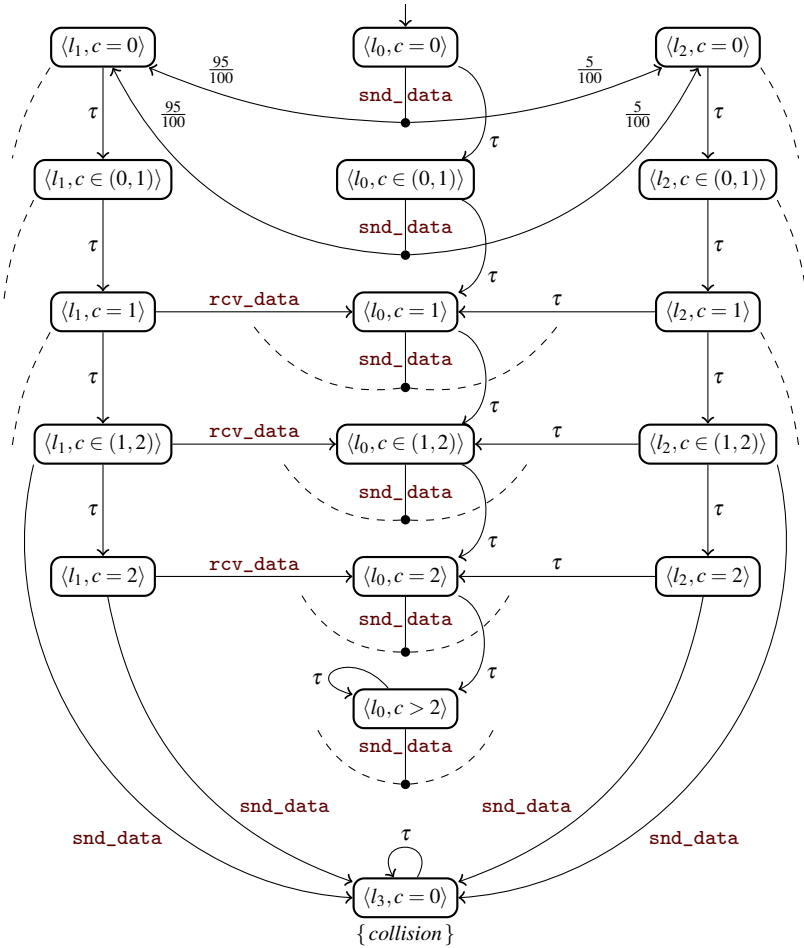 ⟨l₁, c = 0⟩ 95/100 ⟨l₀, c = 0⟩ 5/100 ⟨l₂, c = 0⟩
snd_data
τ 95/100 5/100 τ
τ
⟨l₁, c ∈ (0,1)⟩ ⟨l₀, c ∈ (0,1)⟩ ⟨l₂, c ∈ (0,1)⟩
snd_data
τ τ
τ
⟨l₁, c = 1⟩ rcv_data ⟨l₀, c = 1⟩ τ ⟨l₂, c = 1⟩
snd_data
τ τ
τ
⟨l₁, c ∈ (1,2)⟩ rcv_data ⟨l₀, c ∈ (1,2)⟩ τ ⟨l₂, c ∈ (1,2)⟩
snd_data
τ τ
τ
⟨l₁, c = 2⟩ rcv_data ⟨l₀, c = 2⟩ τ ⟨l₂, c = 2⟩
snd_data
τ τ
⟨l₀, c > 2⟩
snd_data
snd_data snd_data
snd_data τ snd_data
⟨l₃, c = 0⟩
{collision}